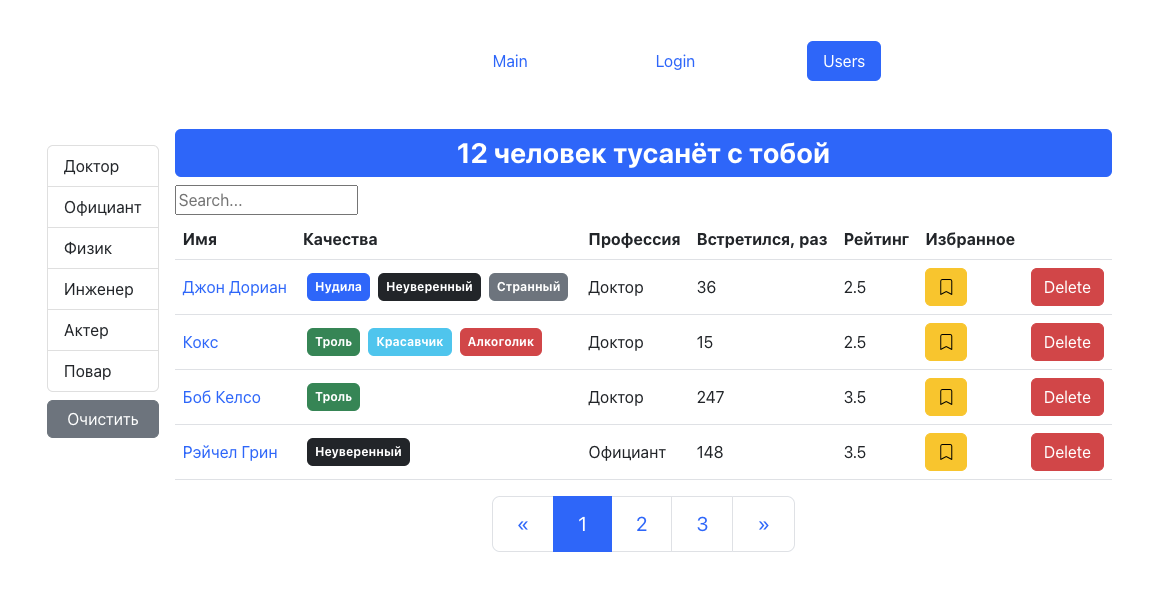 Main Login Users
12 человек тусанёт с тобой
Доктор
Официант
Физик
Инженер
Актер
Повар
Очистить
Search...
Имя Качества Профессия Встретился, раз Рейтинг Избранное
Джон Дориан Нудила Неуверенный Странный Доктор 36 2.5 Delete
Кокс Троль Красавчик Алкоголик Доктор 15 2.5 Delete
Боб Келсо Троль Доктор 247 3.5 Delete
Рэйчел Грин Неуверенный Официант 148 3.5 Delete
« 1 2 3 »